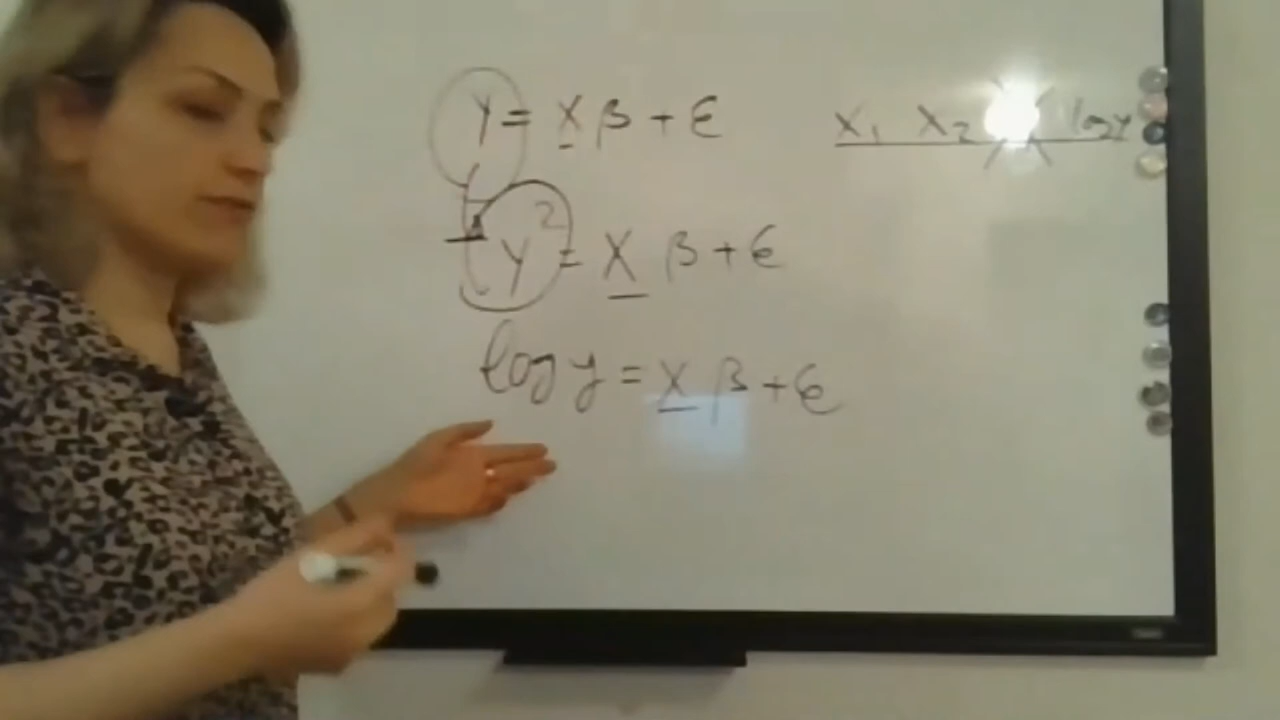 Y = X β + ε
X₁ X₂ log y
y² = X β + ε
log y = X β + ε